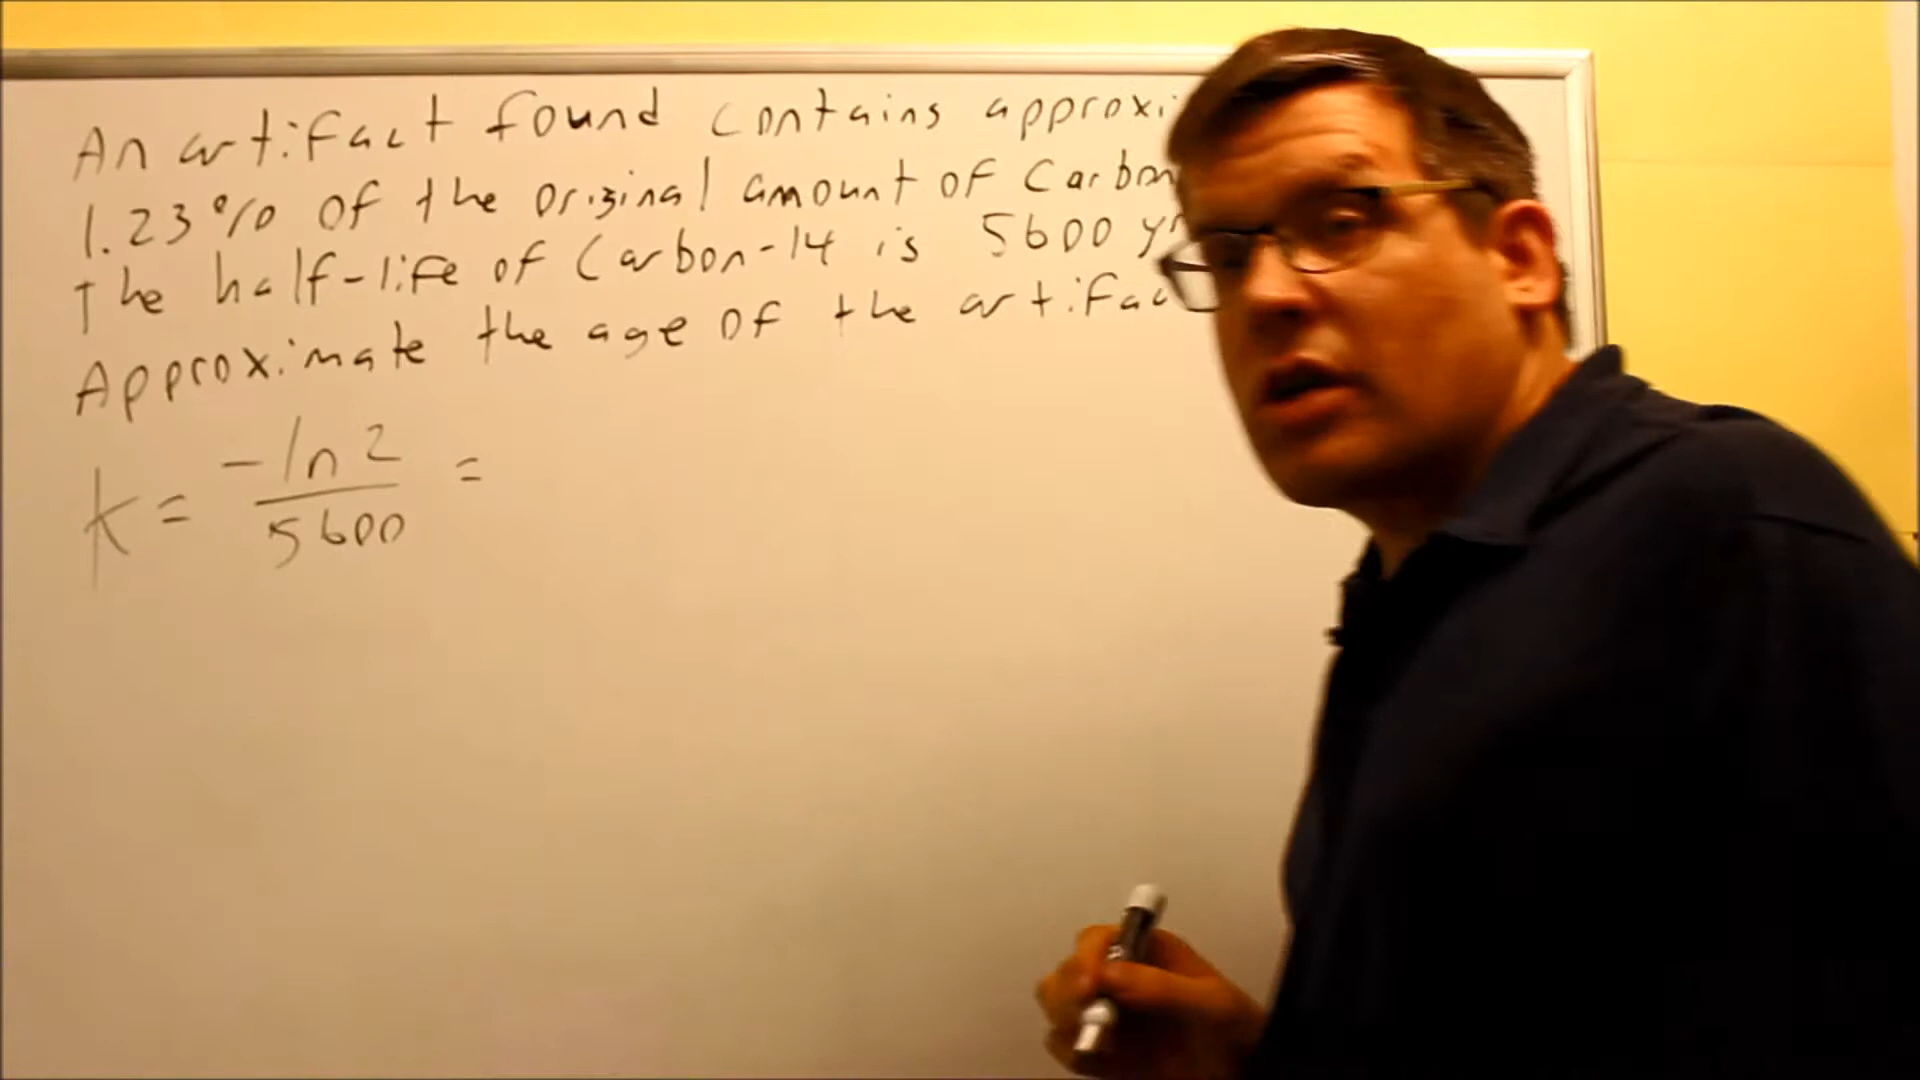 An artifact found contains approxi
1.23% of the original amount of Carbon
The half-life of Carbon-14 is 5600 yr
Approximate the age of the artifac
k = -ln 2 / 5600 =